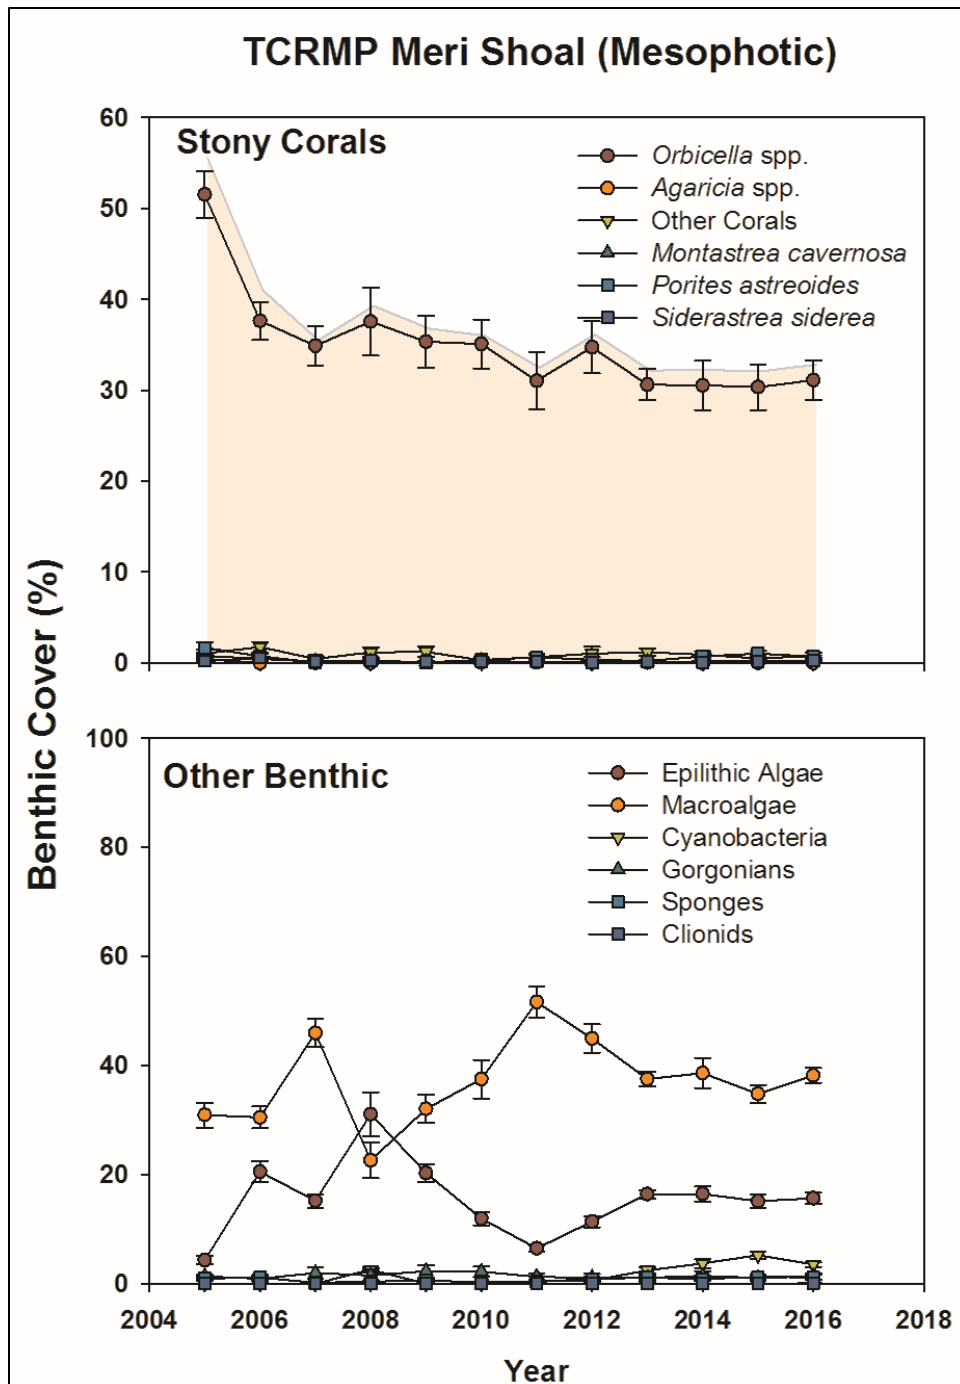 TCRMP Meri Shoal (Mesophotic)
Stony Corals
60
50
40
30
20
10
0
Orbicella spp.
Agaricia spp.
Other Corals
Montastrea cavernosa
Porites astreoides
Siderastrea siderea
Benthic Cover (%)
Other Benthic
100
80
60
40
20
0
Epilithic Algae
Macroalgae
Cyanobacteria
Gorgonians
Sponges
Clionids
2004 2006 2008 2010 2012 2014 2016 2018
Year